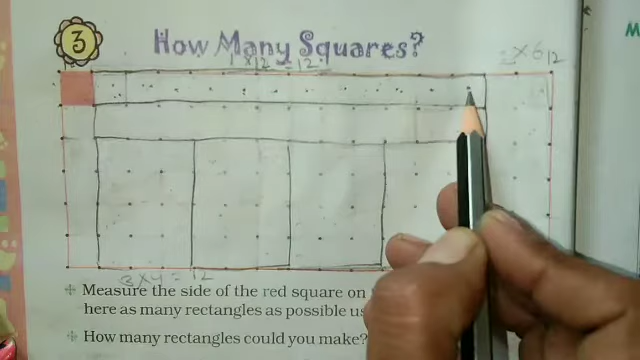 3
How Many Squares?
1 x 12 = 12
2 x 6 12
3 x 4 = 12
Measure the side of the red square on
here as many rectangles as possible us
How many rectangles could you make?
M